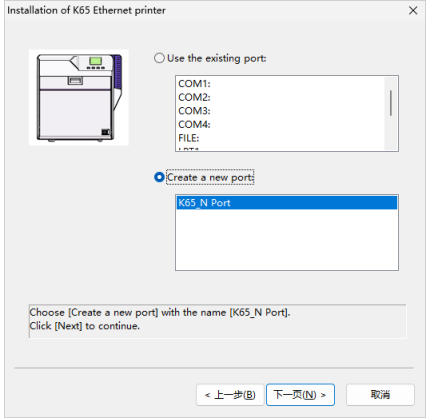 Installation of K65 Ethernet printer
Use the existing port:
COM1:
COM2:
COM3:
COM4:
FILE:
Create a new port:
K65_N Port
Choose [Create a new port] with the name [K65_N Port].
Click [Next] to continue.
< 上一步(B)
下一页(N) >
取消